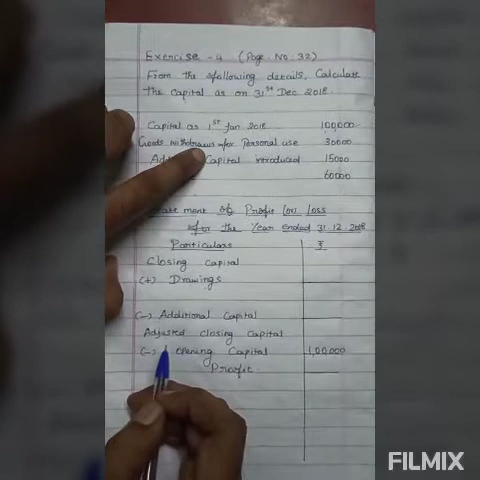 Exercise - 4 (Page No. 32)
From the following details, Calculate
the Capital as on 31st Dec 2018.
Capital as 1st Jan 2018 100,000
Goods withdrawn for Personal use 30000
Capital introduced 15000
60000
ment of Profit (or) Loss
for the Year ended 31.12.2018
Particulars ₹
Closing Capital
(+) Drawings
(-) Additional Capital
Adjusted closing Capital
(-) opening Capital 1,00,000
Profit
FILMIX